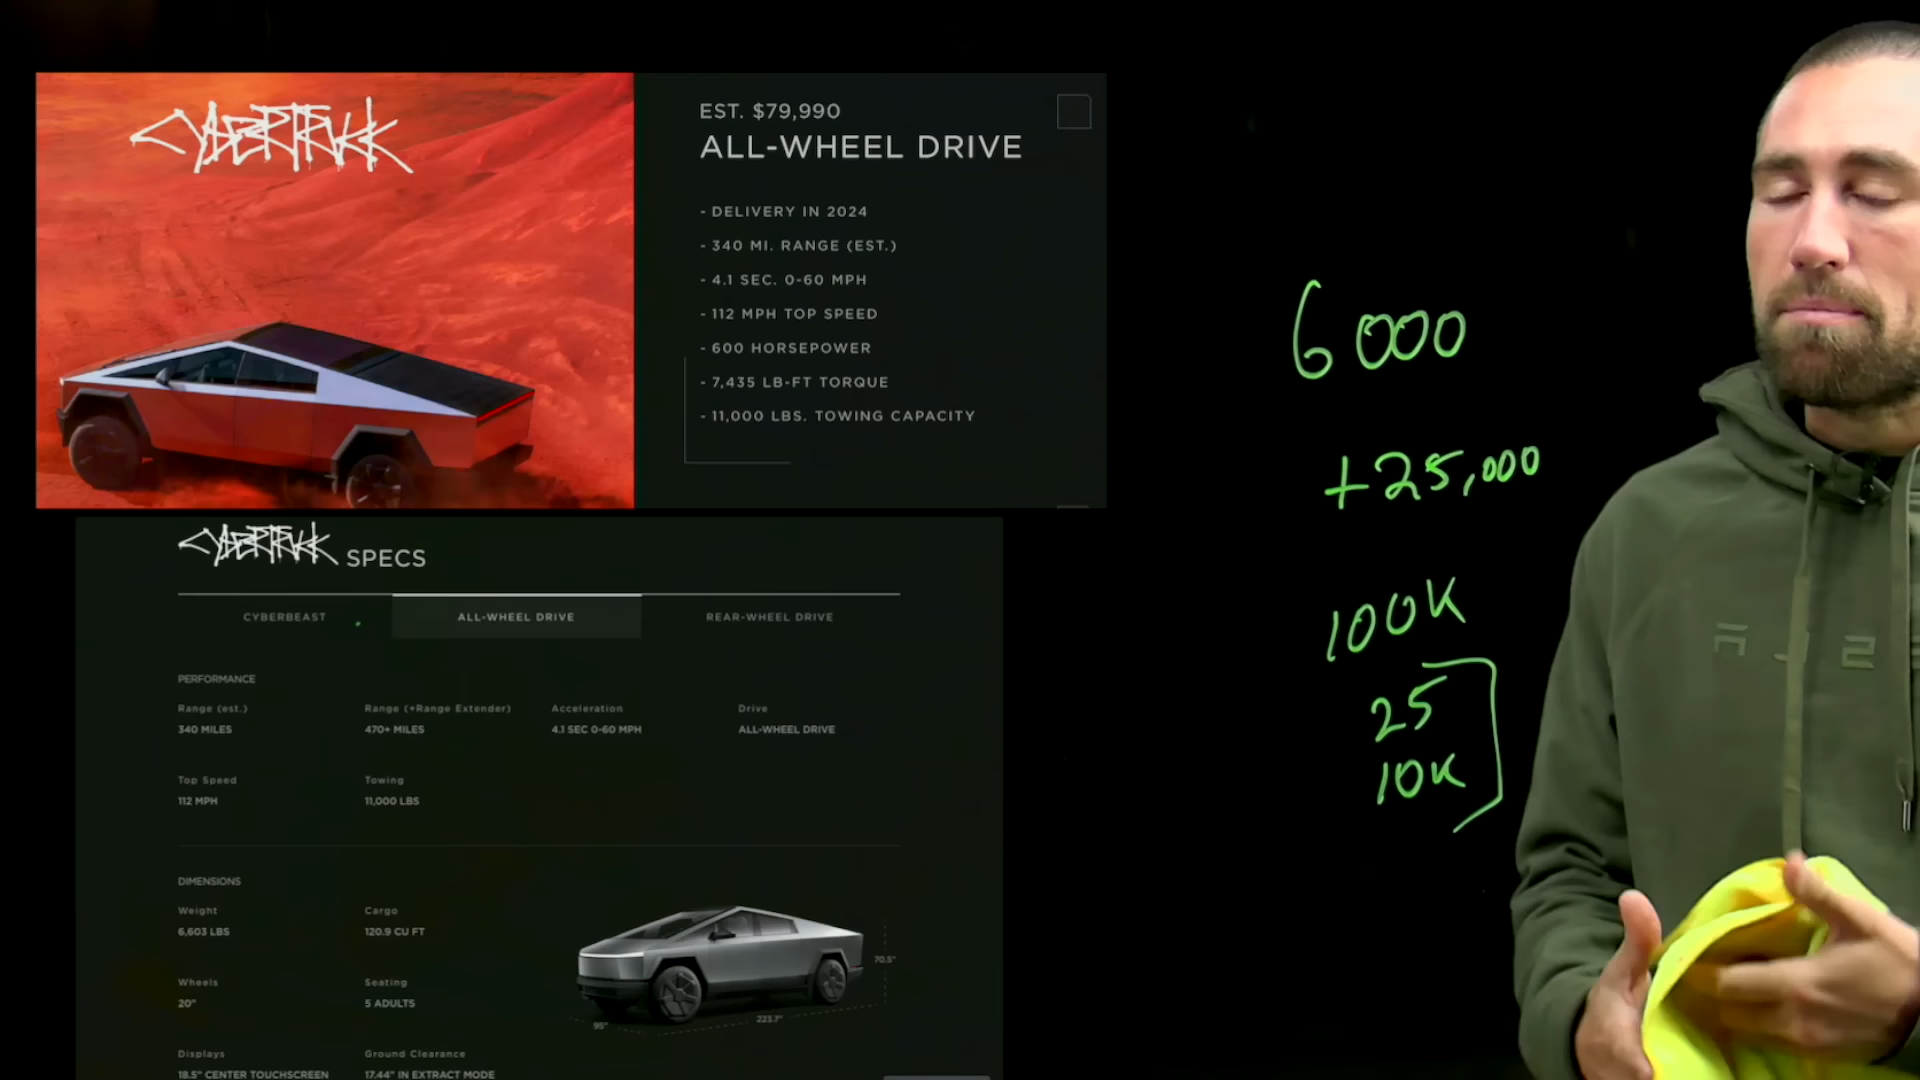 CYBERTRUCK
EST. $79,990
ALL-WHEEL DRIVE
- DELIVERY IN 2024
- 340 MI. RANGE (EST.)
- 4.1 SEC. 0-60 MPH
- 112 MPH TOP SPEED
- 600 HORSEPOWER
- 7,435 LB-FT TORQUE
- 11,000 LBS. TOWING CAPACITY
CYBERTRUCK SPECS
CYBERBEAST ALL-WHEEL DRIVE REAR-WHEEL DRIVE
PERFORMANCE
Range (est.) Range (+Range Extender) Acceleration Drive
340 MILES 470+ MILES 4.1 SEC 0-60 MPH ALL-WHEEL DRIVE
Top Speed Towing
112 MPH 11,000 LBS
DIMENSIONS
Weight Cargo
6,603 LBS 120.9 CU FT
Wheels Seating
20" 5 ADULTS
Displays Ground Clearance
18.5" CENTER TOUCHSCREEN 17.44" IN EXTRACT MODE
70.5"
95" 223.7"
6000
+25,000
100K
25
10K